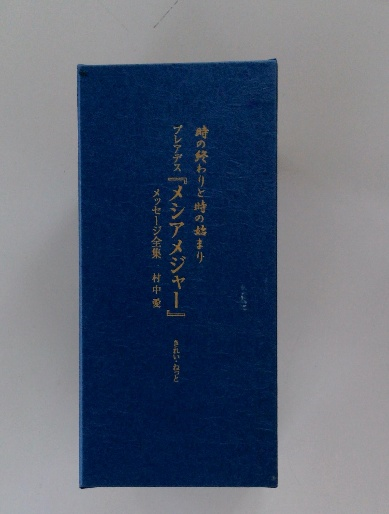 時の終わりと時の始まり
プレアデス『メシアメジャー』
メッセージ全集 村中愛
きれい・ねっと